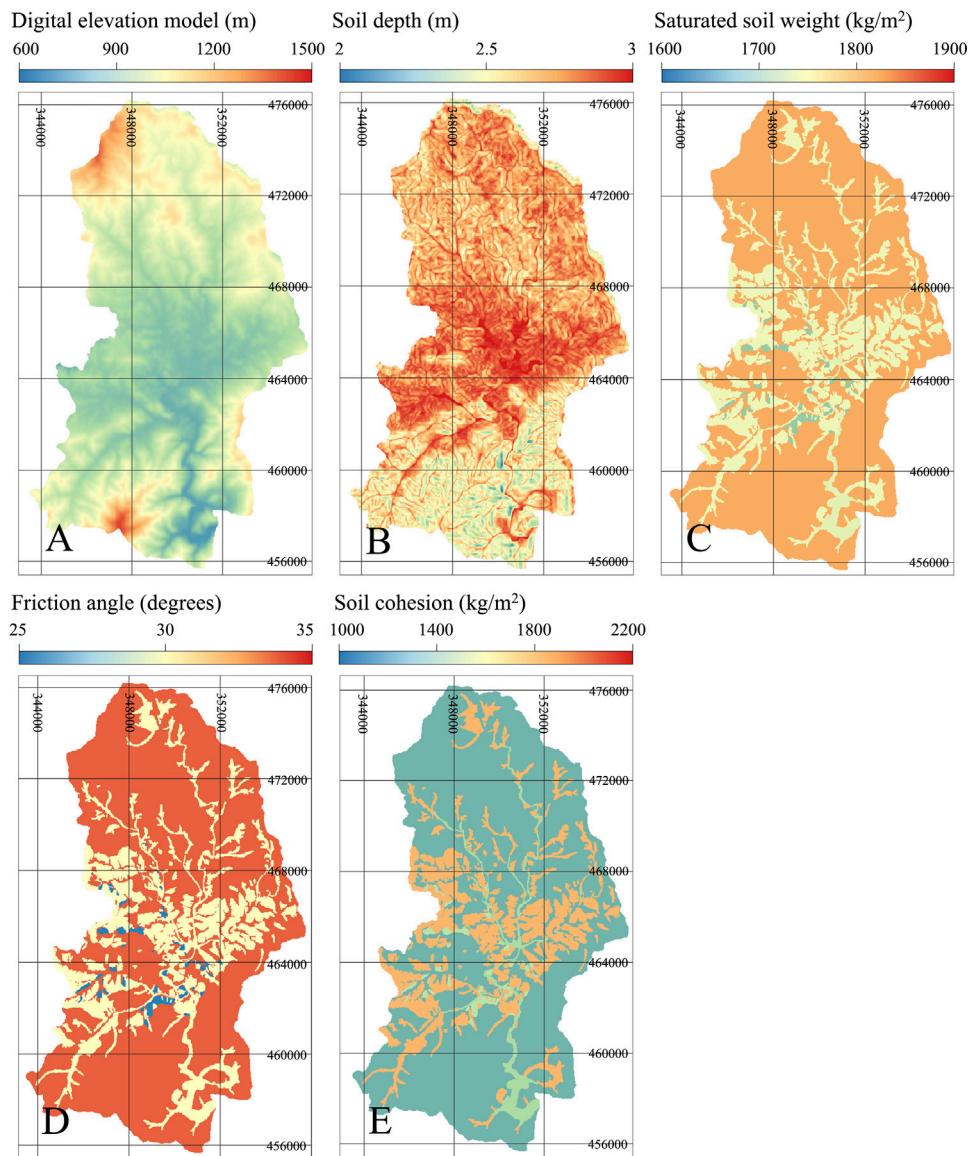 Digital elevation model (m)
600 900 1200 1500
344000 348000 352000
476000
472000
468000
464000
460000
456000
A
Soil depth (m)
2 2.5 3
344000 348000 352000
476000
472000
468000
464000
460000
456000
B
Saturated soil weight (kg/m²)
1600 1700 1800 1900
344000 348000 352000
476000
472000
468000
464000
460000
456000
C
Friction angle (degrees)
25 30 35
344000 348000 352000
476000
472000
468000
464000
460000
456000
D
Soil cohesion (kg/m²)
1000 1400 1800 2200
344000 348000 352000
476000
472000
468000
464000
460000
456000
E